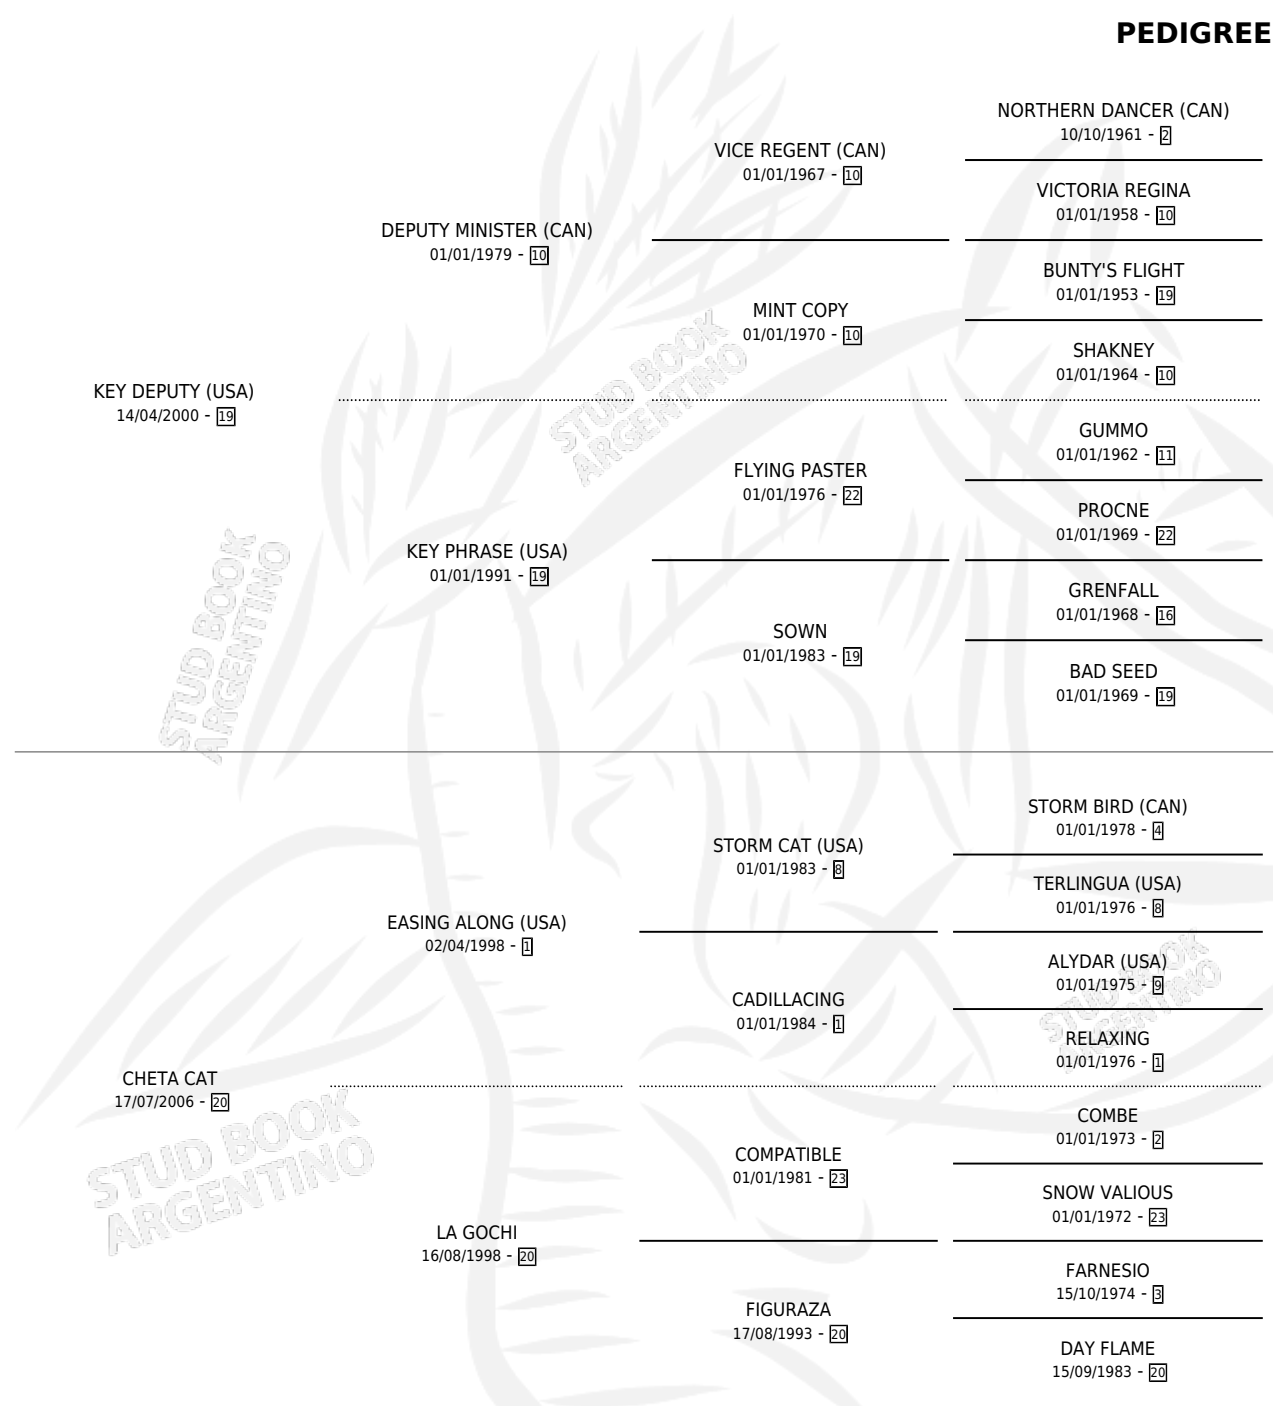 PEDIGREE
NORTHERN DANCER (CAN)
10/10/1961 - 2
VICE REGENT (CAN)
01/01/1967 - 10
VICTORIA REGINA
01/01/1958 - 10
DEPUTY MINISTER (CAN)
01/01/1979 - 10
BUNTY'S FLIGHT
01/01/1953 - 19
MINT COPY
01/01/1970 - 10
SHAKNEY
01/01/1964 - 10
KEY DEPUTY (USA)
14/04/2000 - 19
GUMMO
01/01/1962 - 11
FLYING PASTER
01/01/1976 - 22
PROCNE
01/01/1969 - 22
KEY PHRASE (USA)
01/01/1991 - 19
GRENFALL
01/01/1968 - 16
SOWN
01/01/1983 - 19
BAD SEED
01/01/1969 - 19
STORM BIRD (CAN)
01/01/1978 - 4
STORM CAT (USA)
01/01/1983 - 8
TERLINGUA (USA)
01/01/1976 - 8
EASING ALONG (USA)
02/04/1998 - 1
ALYDAR (USA)
01/01/1975 - 9
CADILLACING
01/01/1984 - 1
RELAXING
01/01/1976 - 1
CHETA CAT
17/07/2006 - 20
COMBE
01/01/1973 - 2
COMPATIBLE
01/01/1981 - 23
SNOW VALIOUS
01/01/1972 - 23
LA GOCHI
16/08/1998 - 20
FARNESIO
15/10/1974 - 3
FIGURAZA
17/08/1993 - 20
DAY FLAME
15/09/1983 - 20
STUD BOOK
ARGENTINO
STUD BOOK
ARGENTINO
STUD BOOK
ARGENTINO
STUD BOOK
ARGENTINO